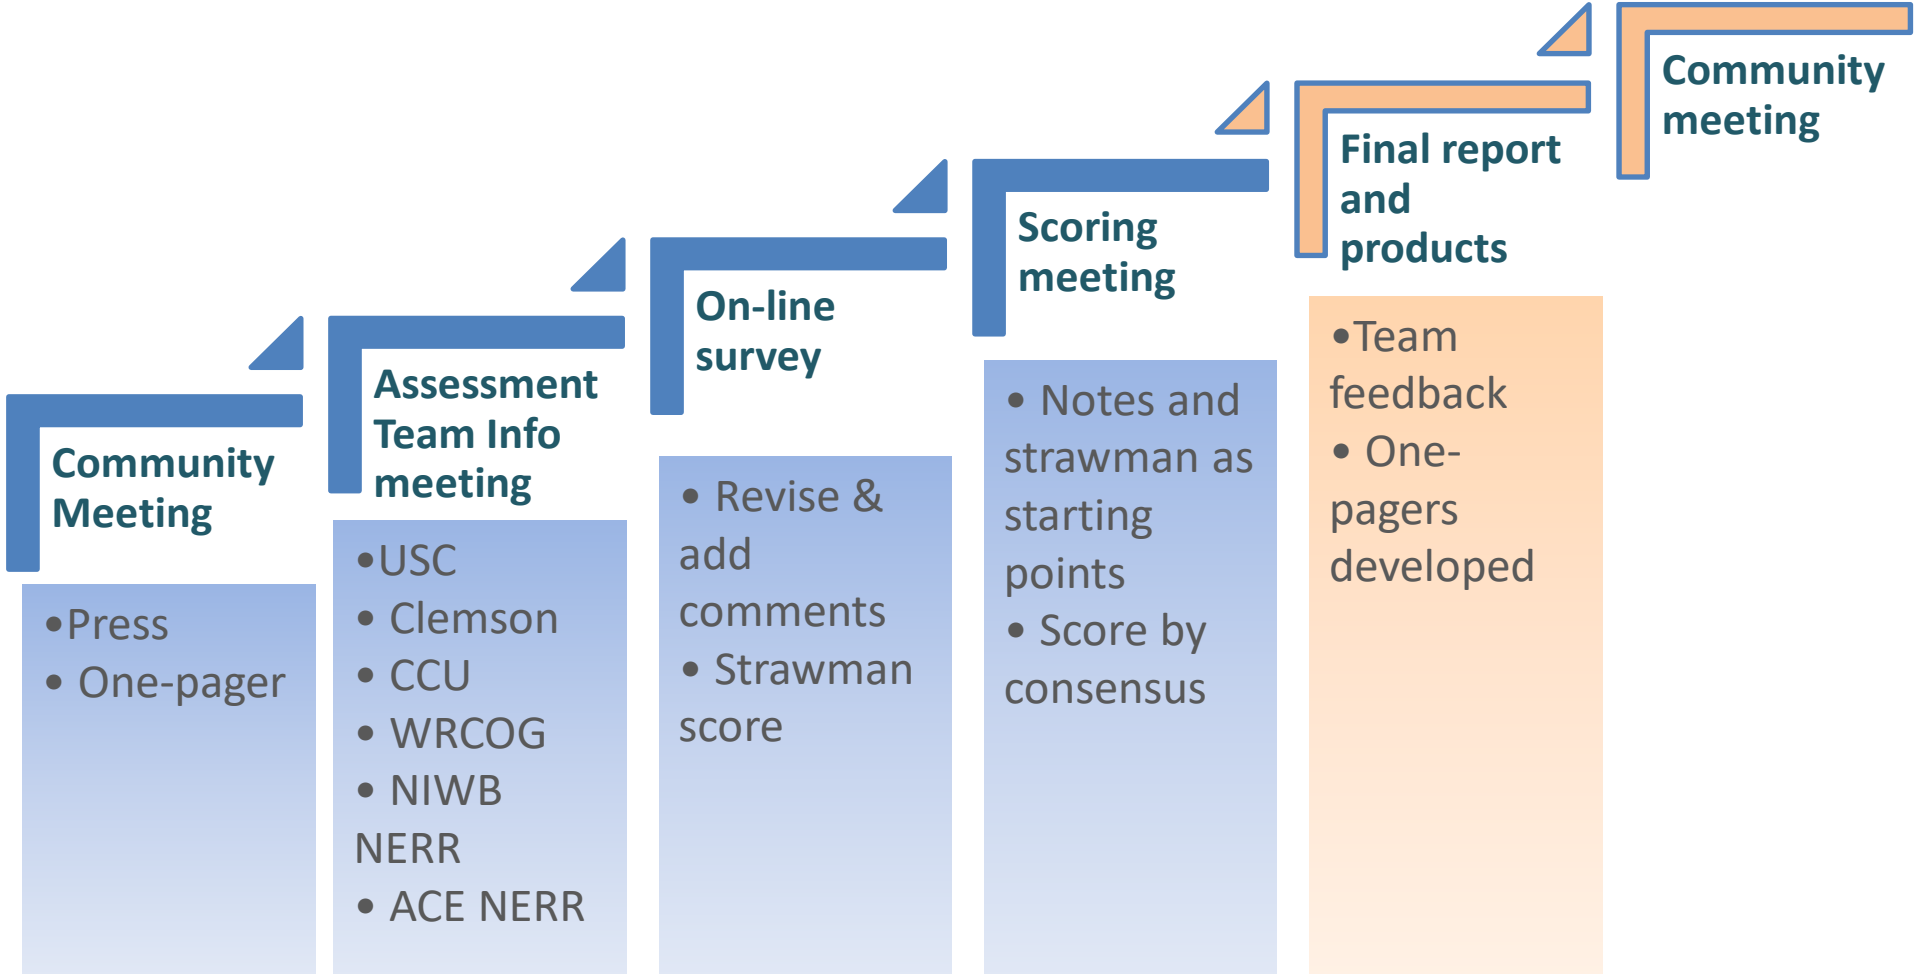 Community
Meeting
•Press
• One-pager
Assessment
Team Info
meeting
•USC
• Clemson
• CCU
• WRCOG
• NIWB
NERR
• ACE NERR
On-line
survey
• Revise &
add
comments
• Strawman
score
Scoring
meeting
• Notes and
strawman as
starting
points
• Score by
consensus
Final report
and
products
•Team
feedback
• One-
pagers
developed
Community
meeting